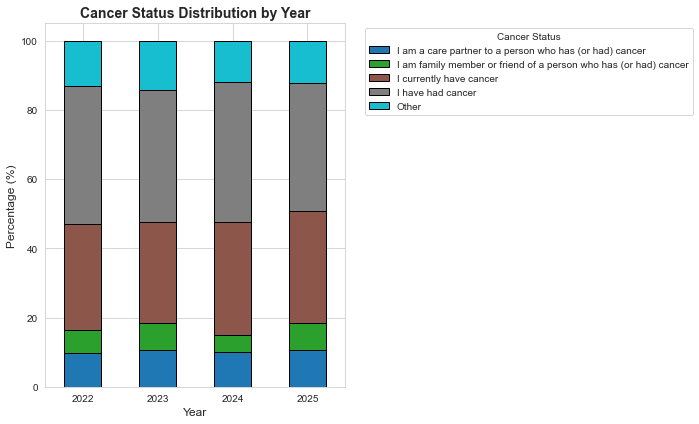 Cancer Status Distribution by Year
Cancer Status
I am a care partner to a person who has (or had) cancer
I am family member or friend of a person who has (or had) cancer
I currently have cancer
I have had cancer
Other
Percentage (%)
100
80
60
40
20
0
2022 2023 2024 2025
Year